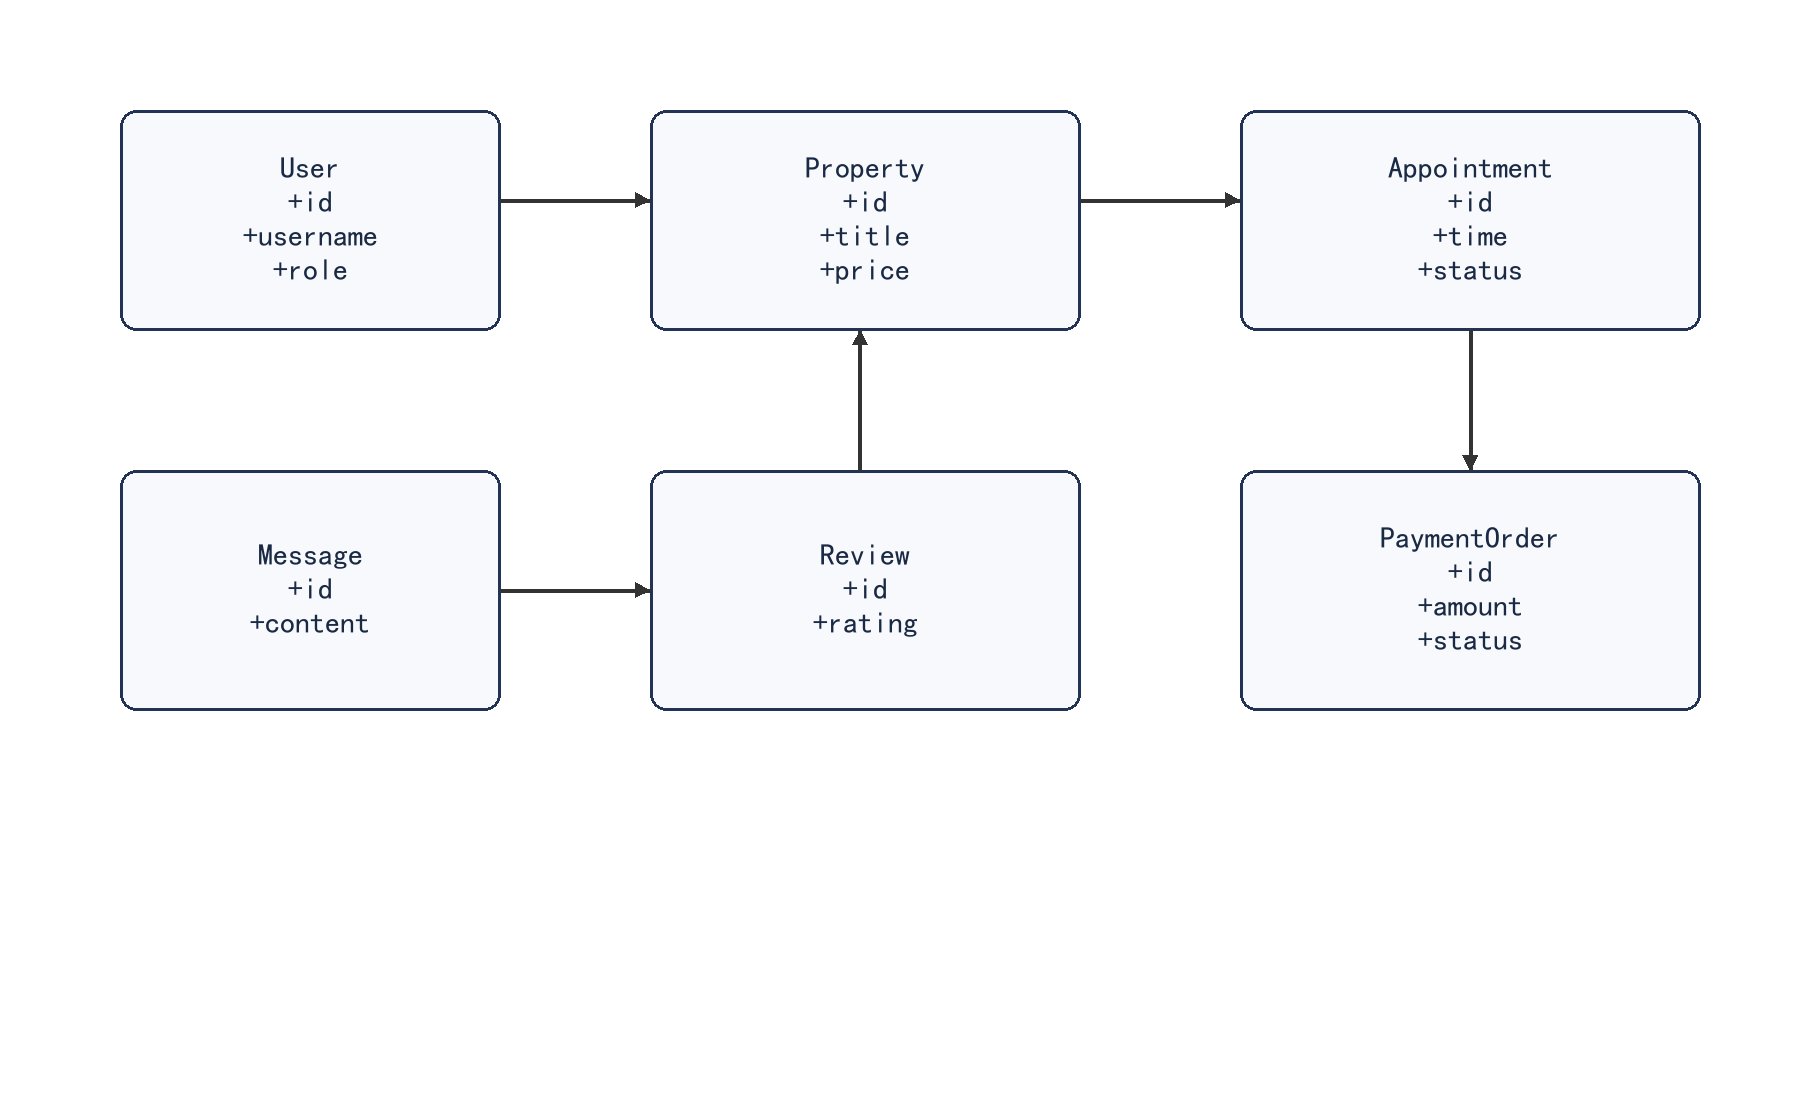 User
+id
+username
+role
Property
+id
+title
+price
Appointment
+id
+time
+status
Message
+id
+content
Review
+id
+rating
PaymentOrder
+id
+amount
+status